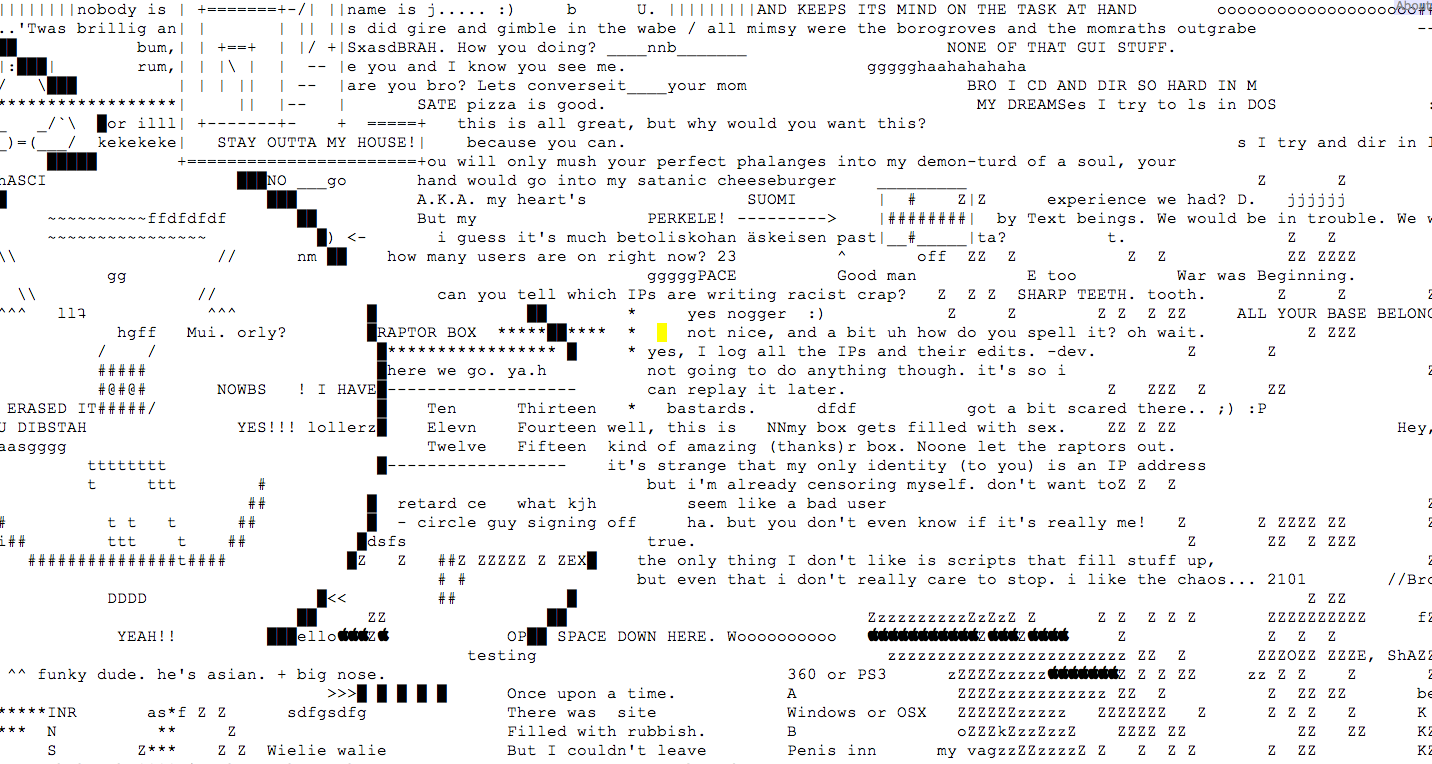 ||||||||nobody is | +=======+-/| ||name is j..... :)     b      U. |||||||||AND KEEPS ITS MIND ON THE TASK AT HAND        oooooooooooooooooooo## About
..'Twas brillig an|  |         || ||s did gire and gimble in the wabe / all mimsy were the borogroves and the momraths outgrabe                --
██            bum, |  | +==+  |  |/ +|SxasdBRAH. How you doing? ____nnb_______                    NONE OF THAT GUI STUFF.
|:███|        rum,|  | |\ |  |  -- |e you and I know you see me.                        ggggghaahahahaha
/   \███          |  | | ||  | -- |are you bro? Lets converseit____your mom                      BRO I CD AND DIR SO HARD IN M
******************|     ||  |--   |       SATE pizza is good.                                     MY DREAMSes I try to ls in DOS          :
_   _/`\  █or illl| +-------+-    +  =====+   this is all great, but why would you want this?
_)=(___/  kekekeke|   STAY OUTTA MY HOUSE!|    because you can.                                                              s I try and dir in l
█████        +=======================+ou will only mush your perfect phalanges into my demon-turd of a soul, your
nASCI                   ███NO ___go       hand would go into my satanic cheeseburger    _________                             Z       Z
█                          ███            A.K.A. my heart's                SUOMI        |  #    Z|Z      experience we had? D.   jjjjjj
~~~~~~~~~~ffdfdfdf       ██          But my                 PERKELE! --------->    |########|  by Text beings. We would be in trouble. We w
~~~~~~~~~~~~~~~~           █) <-       i guess it's much betoliskohan äskeisen past|__#_____|ta?          t.                Z   Z
\\                    //      nm ██    how many users are on right now? 23          ^       off  ZZ  Z           Z  Z            ZZ ZZZZ
gg                                                     gggggPACE          Good man           E too          War was Beginning.
\\                //                      can you tell which IPs are writing racist crap?   Z  Z Z  SHARP TEETH. tooth.       Z     Z        Z
^^^   ll            ^^^             █               ██        *     yes nogger  :)             Z     Z        Z  Z  Z ZZ     ALL YOUR BASE BELONG
hgff   Mui. orly?        █RAPTOR BOX  *****██****  *  █  not nice, and a bit uh how do you spell it? oh wait.        Z ZZZ
/    /                      █***************** █     * yes, I log all the IPs and their edits. -dev.         Z       Z
#####                       █here we go. ya.h          not going to do anything though. it's so i                                    Z
#@#@#       NOWBS   ! I HAVE█-------------------       can replay it later.                          Z   ZZZ  Z      ZZ
ERASED IT#####/                      █    Ten      Thirteen   *   bastards.      dfdf           got a bit scared there.. ;) :P
U DIBSTAH               YES!!! lollerz█    Elevn    Fourteen well, this is   NNmy box gets filled with sex.    ZZ Z ZZ                      Hey,
aasgggg                                    Twelve   Fifteen  kind of amazing (thanks)r box. Noone let the raptors out.
tttttttt                     █------------------    it's strange that my only identity (to you) is an IP address
t     ttt        #                                      but i'm already censoring myself. don't want toZ Z  Z
##          █  retard ce   what kjh         seem like a bad user                                                       Z
#          t t   t      ##           █  - circle guy signing off     ha. but you don't even know if it's really me!   Z       Z ZZZZ ZZ        Z
i##        ttt    t    ##           █dsfs                        true.                                                 Z       ZZ  Z ZZZ
###############t####            █Z   Z   ##Z ZZZZZ Z ZEX█    the only thing I don't like is scripts that fill stuff up,                     Z
# #                 but even that i don't really care to stop. i like the chaos... 2101        //Bro
DDDD                 █<<         ##           █                                                                          Z ZZ
██     ZZ                ██                              ZzzzzzzzzzZzZzZ Z      Z  Z Z  Z  Z     ZZZZZZZZZZ     fZ
YEAH!!         ███elloZ            OP██ SPACE DOWN HERE. Wooooooooooo   ZZ     Z              Z  Z  Z
testing                                   zzzzzzzzzzzzzzzzzzzzzzzz ZZ  Z       ZZZOZZ ZZZE, ShAZZ
^^ funky dude. he's asian. + big nose.                                        360 or PS3      zZZZZzzzzzZ Z Z ZZ     zz Z Z    Z       Z
>>>█ █ █ █ █      Once upon a time.           A                ZZZZzzzzzzzzzzz ZZ  Z          Z  ZZ ZZ       be
*****INR       as*f Z Z      sdfgsdfg              There was  site             Windows or OSX   ZZZZZZzzzzz   ZZZZZZZ   Z      Z Z Z   Z         K
***  N          **     Z                           Filled with rubbish.        B                oZZZkZzzzZzzZ    ZZZZ ZZ          ZZ   ZZ      KZ
S        Z***    Z Z  Wielie walie            But I couldn't leave        Penis inn      my vagzzZZzzzzZ Z  Z   Z Z     Z  ZZ          KZ